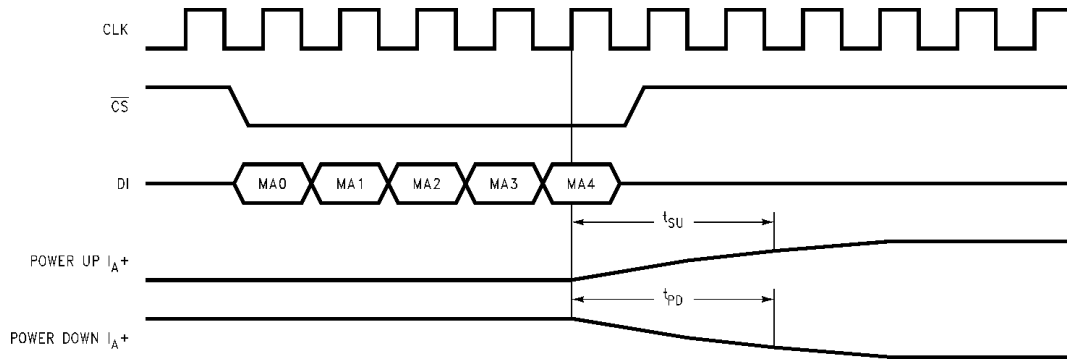 CLK
CS
DI
MA0 MA1 MA2 MA3 MA4
tSU
POWER UP IA+
tPD
POWER DOWN IA+